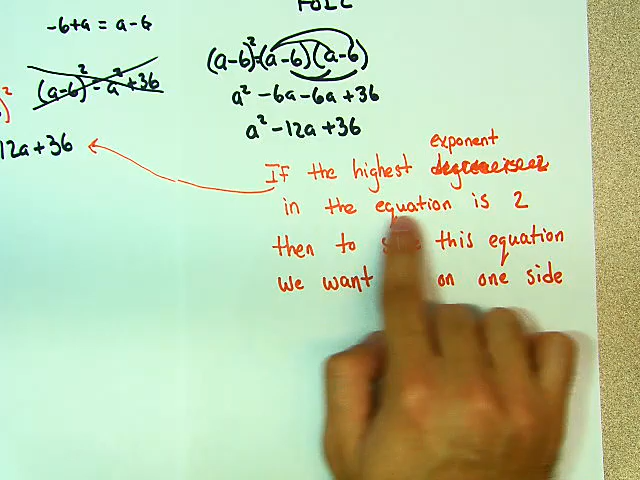 FOIL
-6+a = a-6
(a-6)² = (a-6)(a-6)
(a-6)² = a² + 36
a² - 6a - 6a + 36
a² - 12a + 36
12a + 36
exponent
If the highest
in the equation is 2
then to this equation
we want on one side